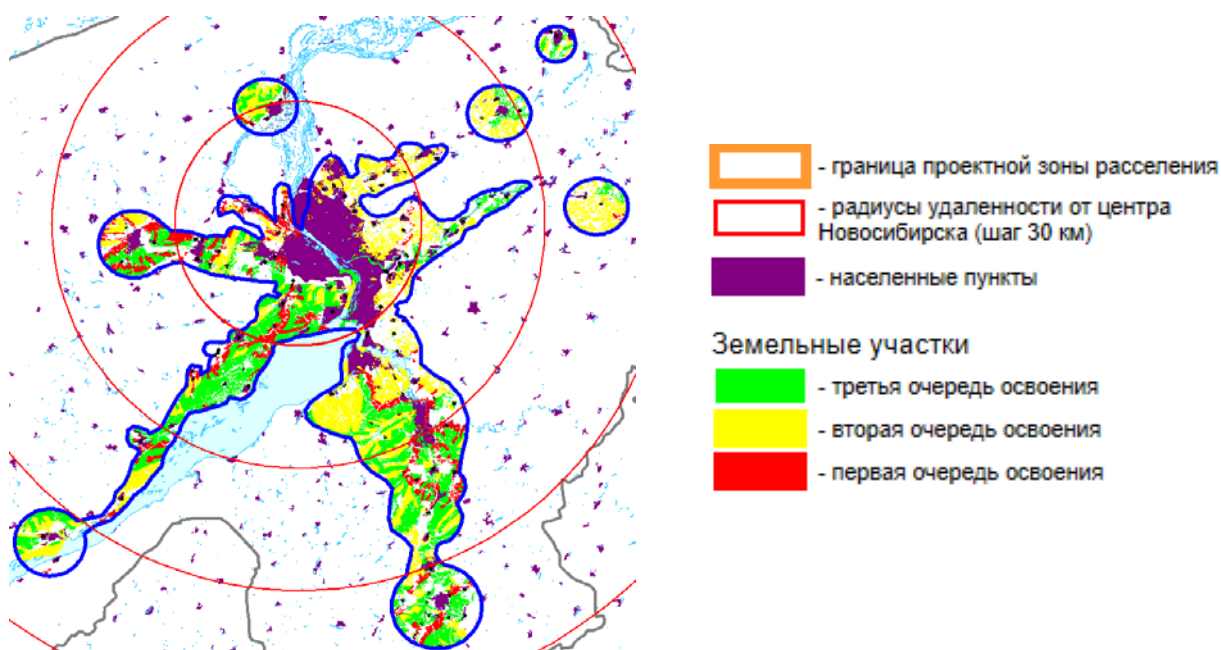 - граница проектной зоны расселения
- радиусы удаленности от центра
Новосибирска (шаг 30 км)
- населенные пункты
Земельные участки
- третья очередь освоения
- вторая очередь освоения
- первая очередь освоения